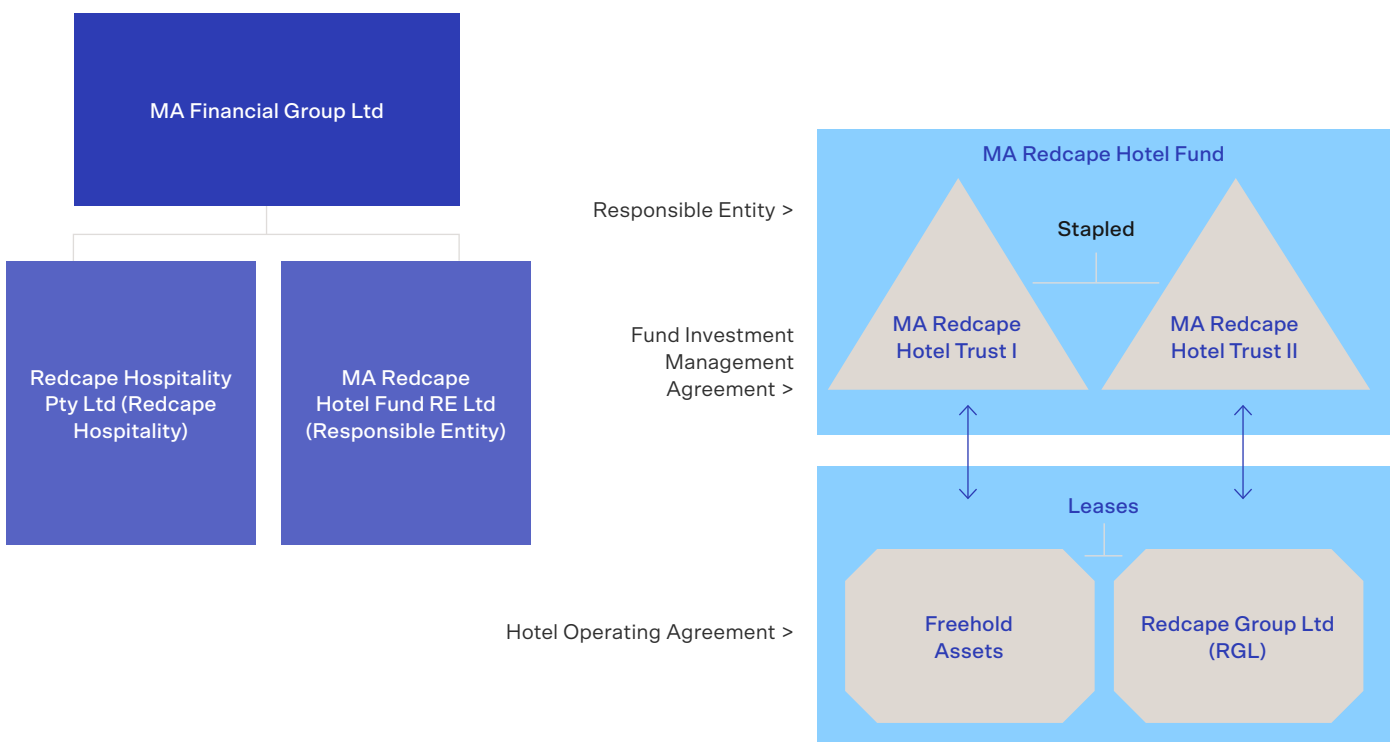 MA Financial Group Ltd
Redcape Hospitality
Pty Ltd (Redcape
Hospitality)
MA Redcape
Hotel Fund RE Ltd
(Responsible Entity)
Responsible Entity >
Fund Investment
Management
Agreement >
Hotel Operating Agreement >
MA Redcape Hotel Fund
Stapled
MA Redcape
Hotel Trust I
MA Redcape
Hotel Trust II
Leases
Freehold
Assets
Redcape Group Ltd
(RGL)